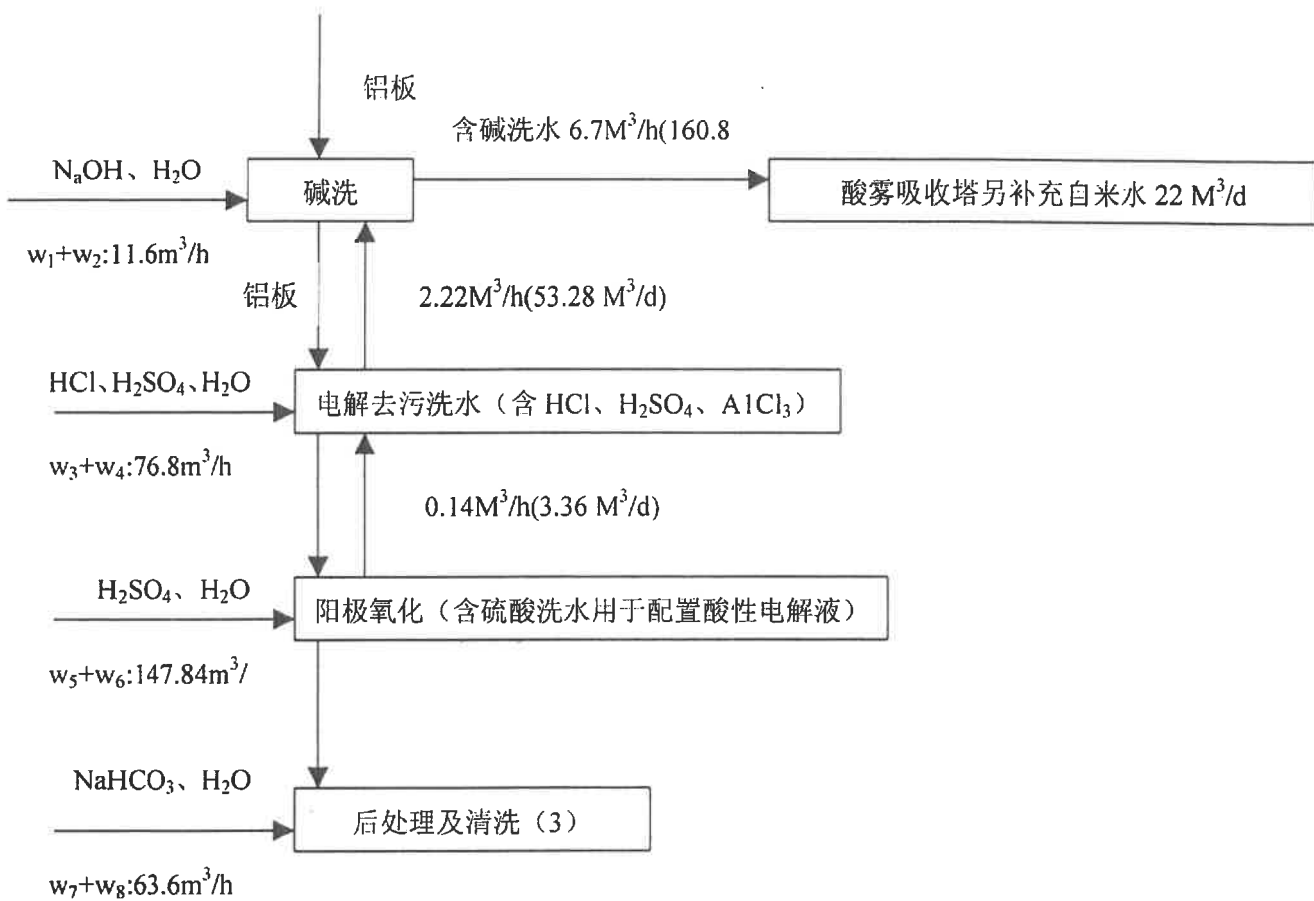 铝板
含碱洗水 6.7M³/h(160.8
NaOH、H₂O
碱洗
酸雾吸收塔另补充自来水 22 M³/d
w₁+w₂:11.6m³/h
铝板
2.22M³/h(53.28 M³/d)
HCl、H₂SO₄、H₂O
电解去污洗水（含 HCl、H₂SO₄、A1Cl₃）
w₃+w₄:76.8m³/h
0.14M³/h(3.36 M³/d)
H₂SO₄、H₂O
阳极氧化（含硫酸洗水用于配置酸性电解液）
w₅+w₆:147.84m³/
NaHCO₃、H₂O
后处理及清洗（3）
w₇+w₈:63.6m³/h